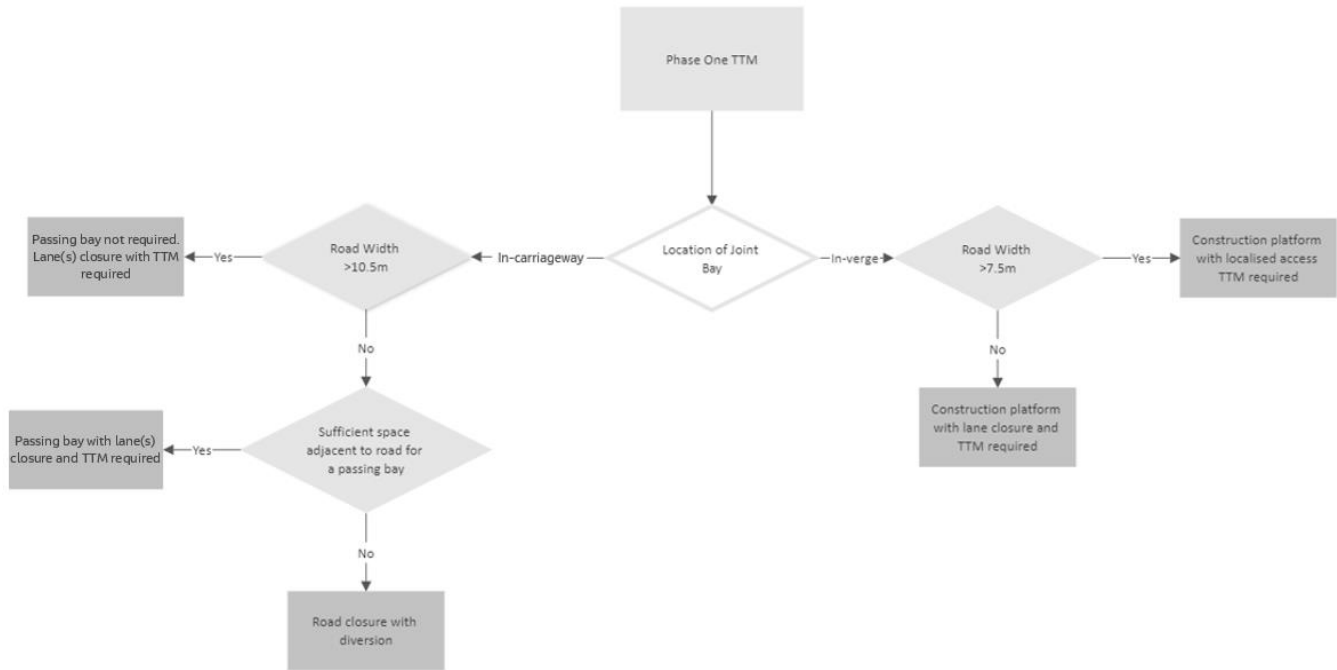 Phase One TTM
Passing bay not required.
Lane(s) closure with TTM
required
Yes
Road Width
>10.5m
In-carriageway
Location of Joint
Bay
In-verge
Road Width
>7.5m
Yes
Construction platform
with localised access
TTM required
No
No
Passing bay with lane(s)
closure and TTM required
Yes
Sufficient space
adjacent to road for
a passing bay
Construction platform
with lane closure and
TTM required
No
Road closure with
diversion